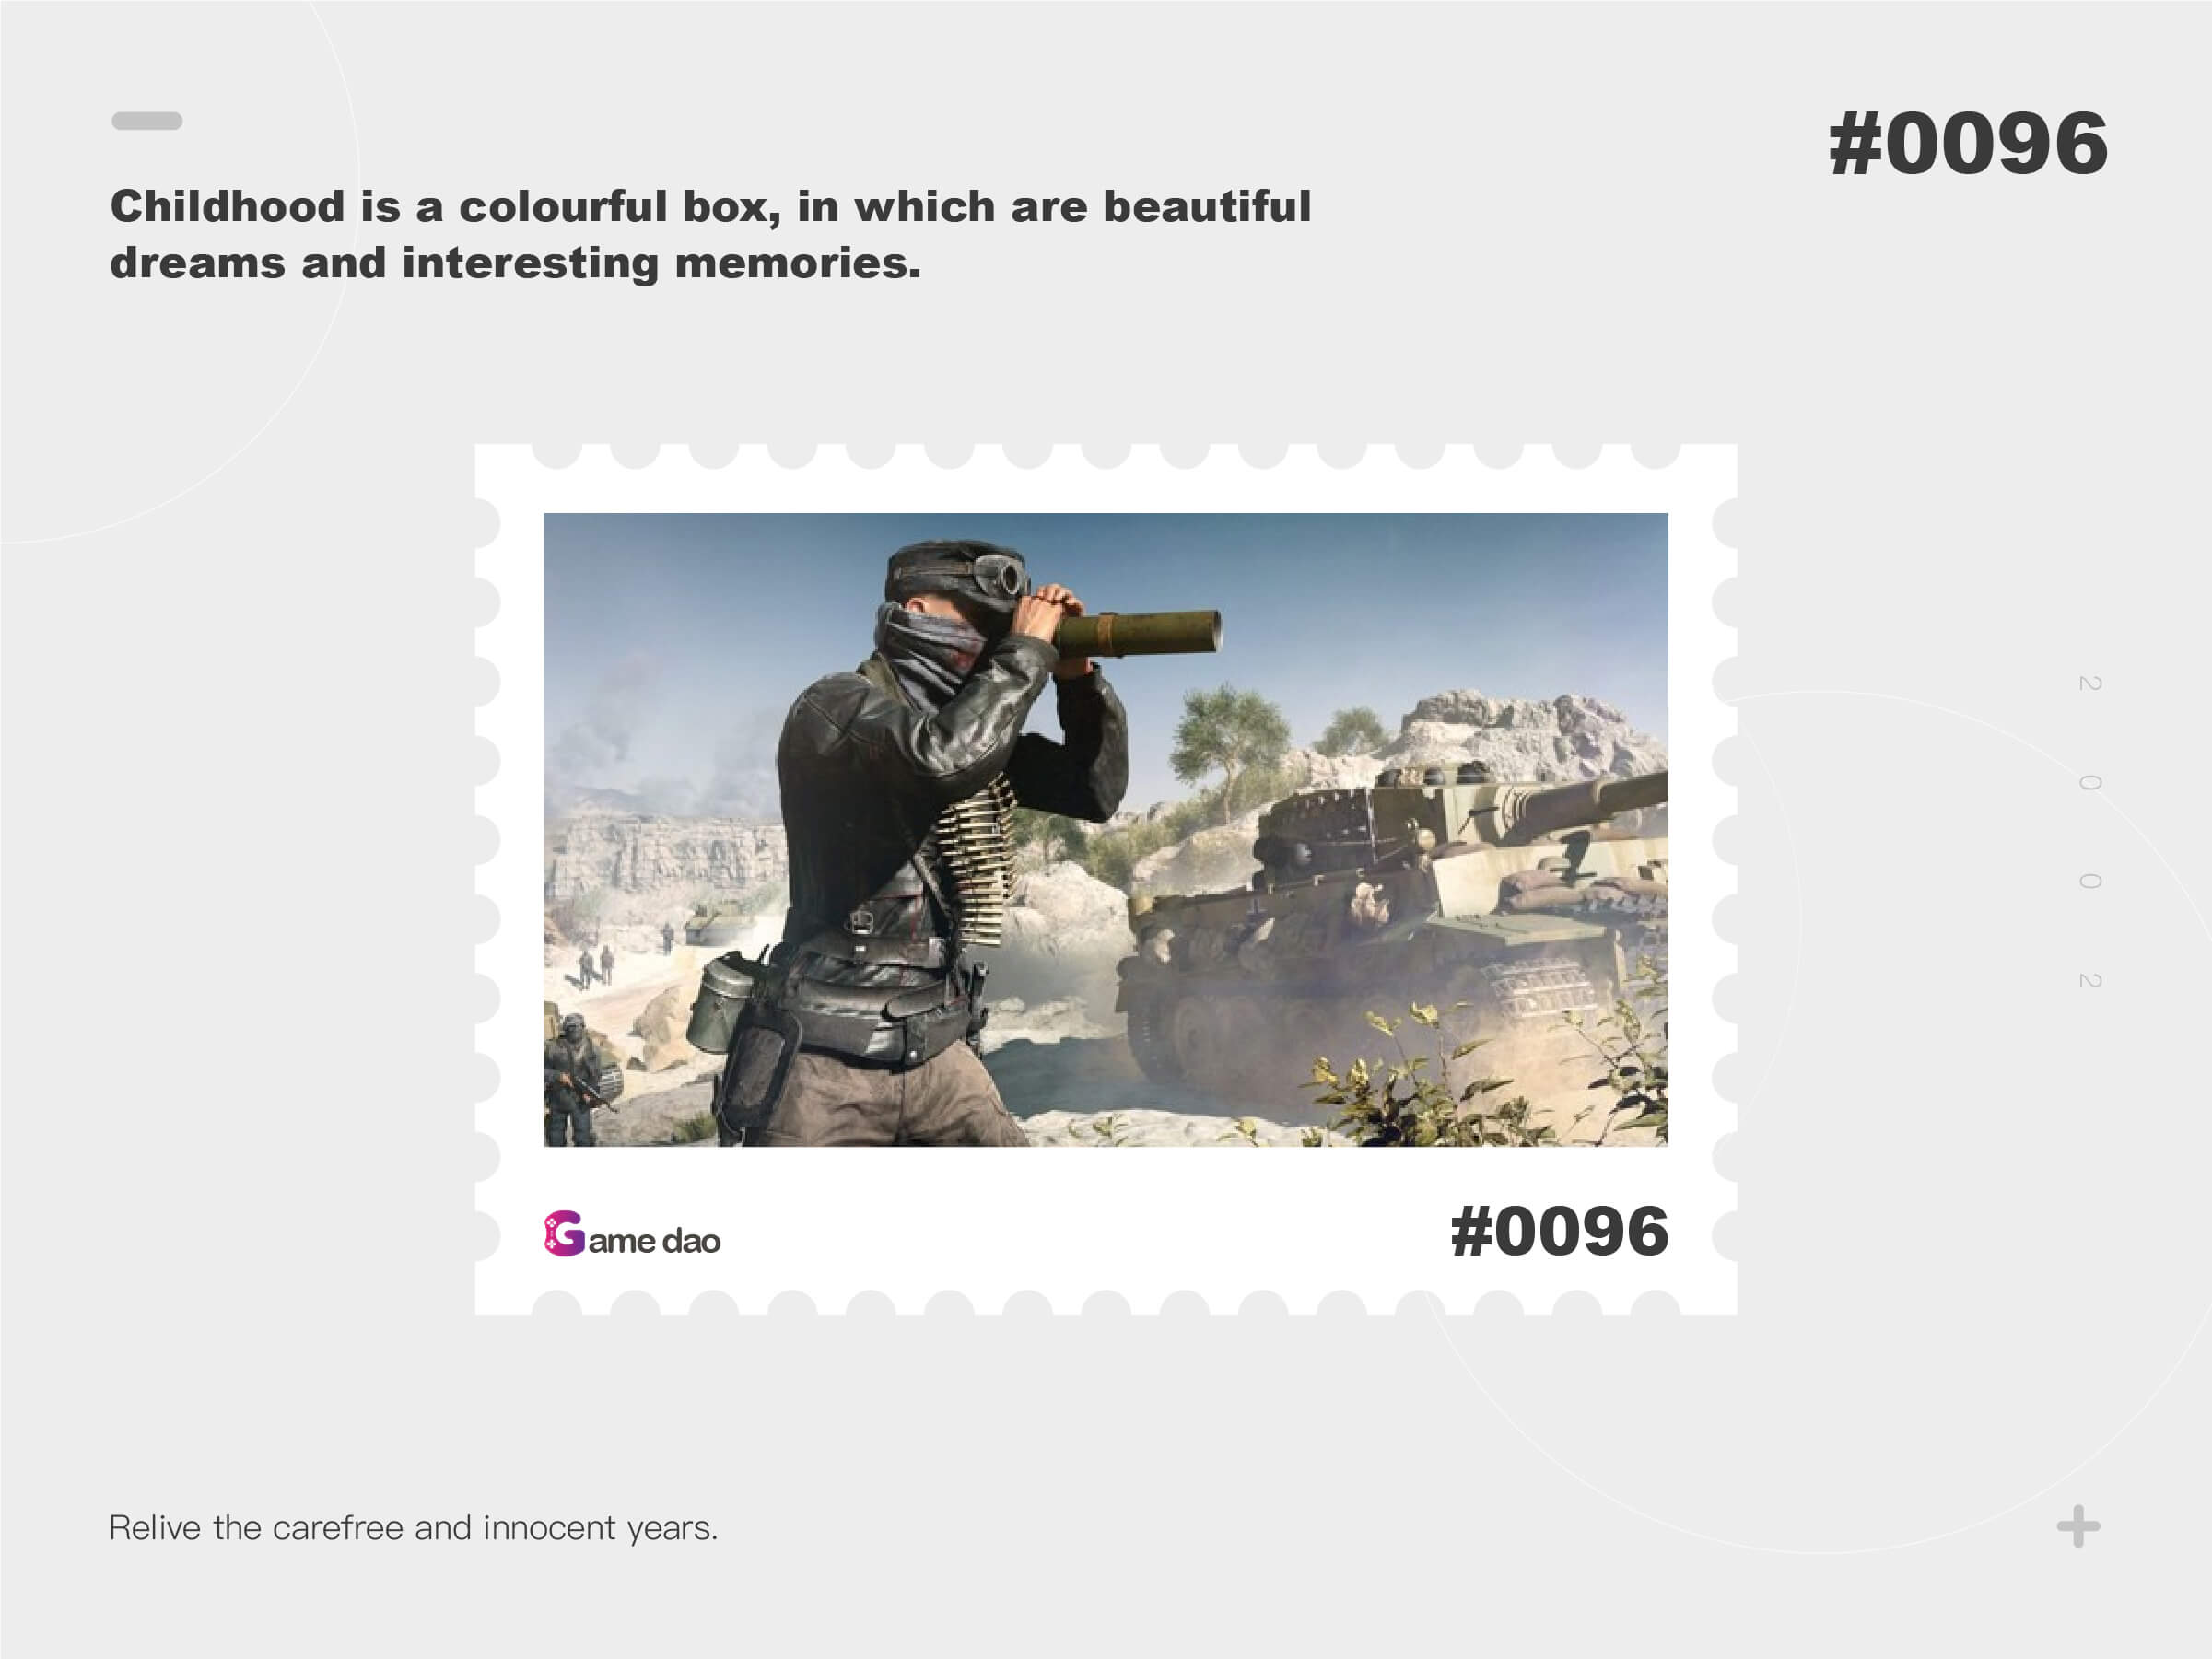 #0096
Childhood is a colourful box, in which are beautiful
dreams and interesting memories.
2 0 0 2
Game dao
#0096
Relive the carefree and innocent years.